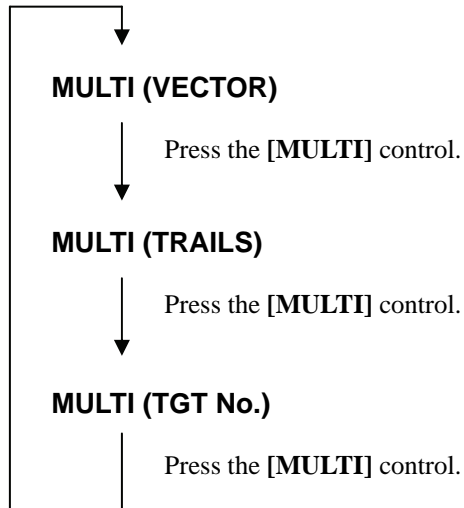 MULTI (VECTOR)
Press the [MULTI] control.
MULTI (TRAILS)
Press the [MULTI] control.
MULTI (TGT No.)
Press the [MULTI] control.